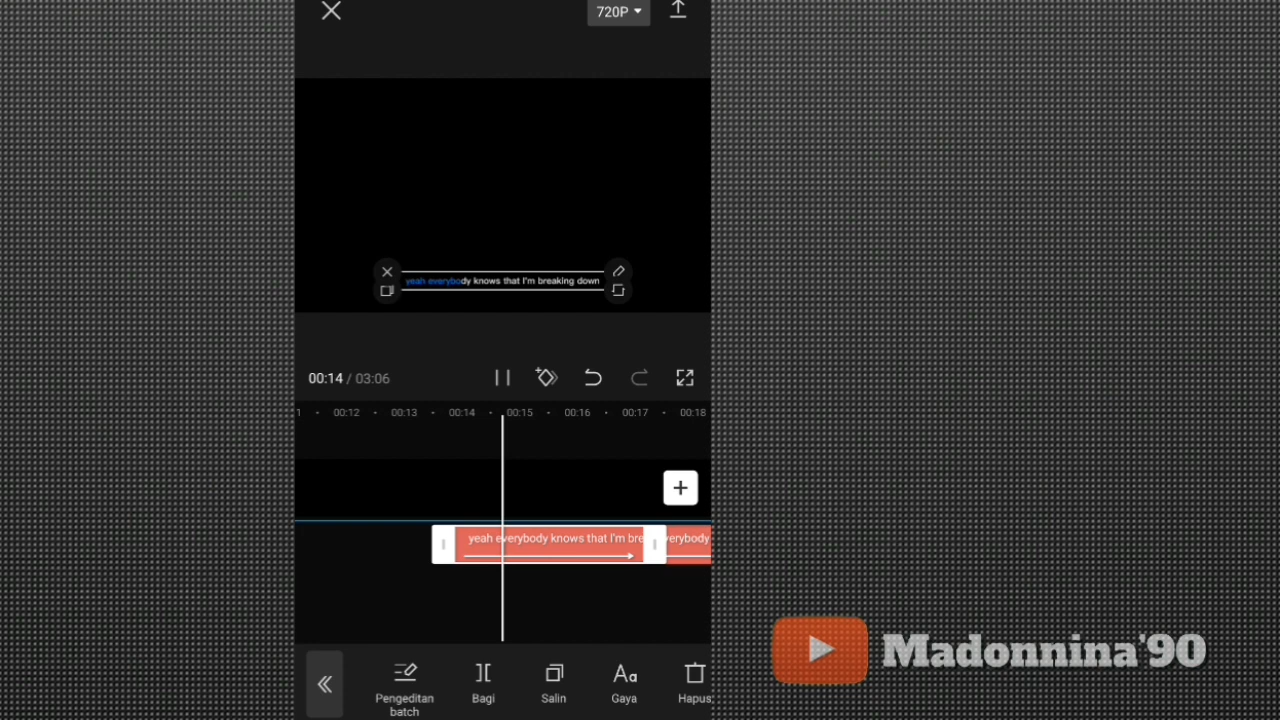 720P
yeah everybody knows that I'm breaking down
00:14 / 03:06
1 00:12 00:13 00:14 00:15 00:16 00:17 00:18
yeah everybody knows that I'm bre verybody
Pengeditan batch
Bagi
Salin
Gaya
Hapus
Madonnina'90